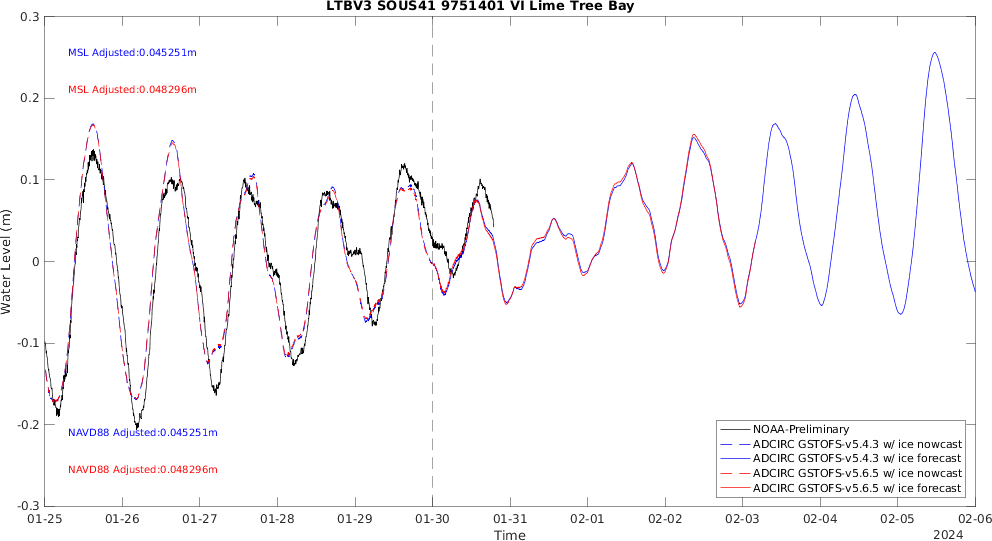 LTBV3 SOUS41 9751401 VI Lime Tree Bay
0.3
MSL Adjusted:0.045251m
MSL Adjusted:0.048296m
0.2
0.1
0
-0.1
-0.2
-0.3
Water Level (m)
NAVD88 Adjusted:0.045251m
NAVD88 Adjusted:0.048296m
NOAA-Preliminary
ADCIRC GSTOFS-v5.4.3 w/ ice nowcast
ADCIRC GSTOFS-v5.4.3 w/ ice forecast
ADCIRC GSTOFS-v5.6.5 w/ ice nowcast
ADCIRC GSTOFS-v5.6.5 w/ ice forecast
01-25 01-26 01-27 01-28 01-29 01-30 01-31 02-01 02-02 02-03 02-04 02-05 02-06
Time
2024